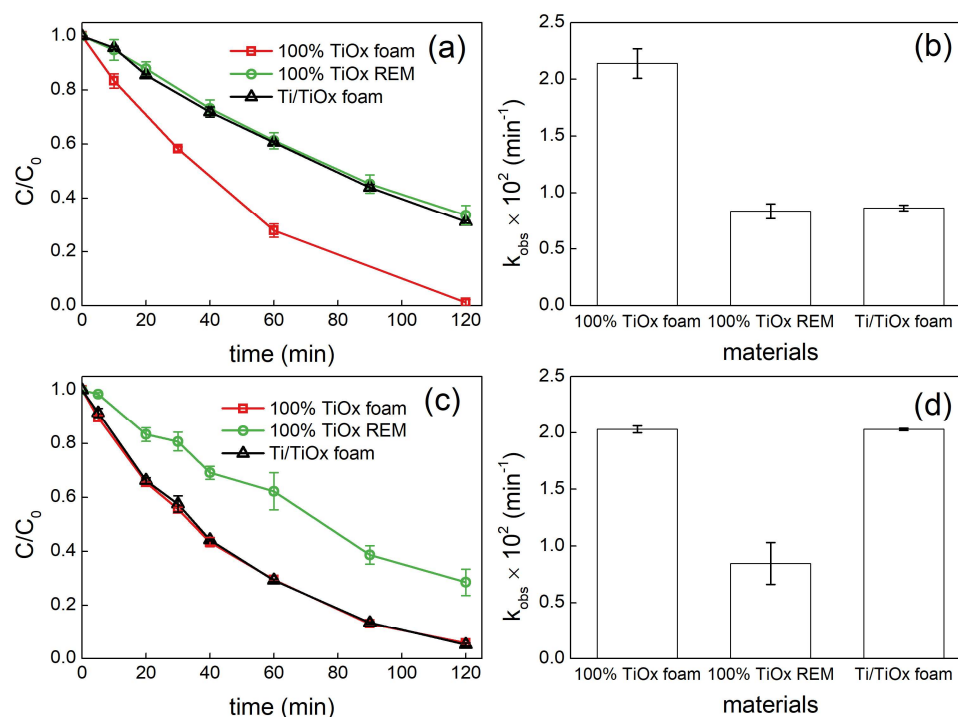 (a)
100% TiOx foam
100% TiOx REM
Ti/TiOx foam
C/C0
1.0
0.8
0.6
0.4
0.2
0.0
0 20 40 60 80 100 120
time (min)
(b)
kobs × 10² (min⁻¹)
2.5
2.0
1.5
1.0
0.5
0.0
100% TiOx foam 100% TiOx REM Ti/TiOx foam
materials
(c)
100% TiOx foam
100% TiOx REM
Ti/TiOx foam
C/C0
1.0
0.8
0.6
0.4
0.2
0.0
0 20 40 60 80 100 120
time (min)
(d)
kobs × 10² (min⁻¹)
2.5
2.0
1.5
1.0
0.5
0.0
100% TiOx foam 100% TiOx REM Ti/TiOx foam
materials